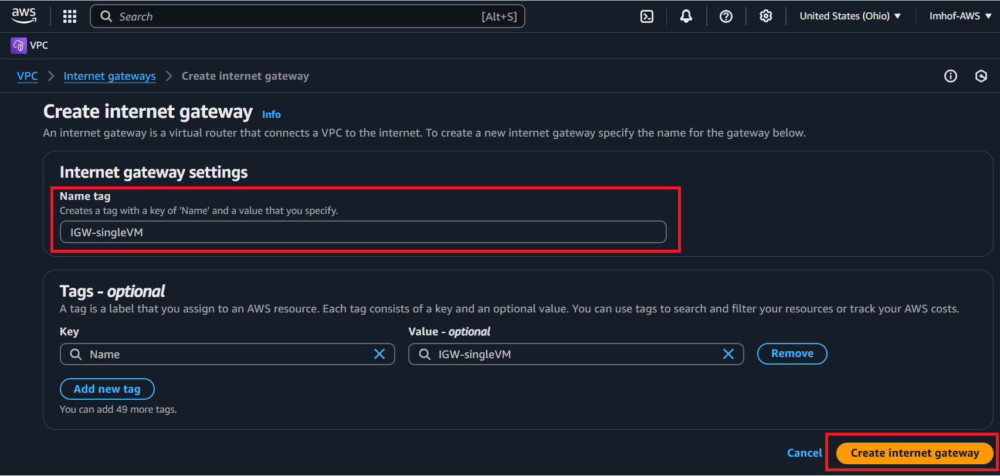 aws
Search [Alt+S]
United States (Ohio)
Imhof-AWS
VPC
VPC Internet gateways Create internet gateway
Create internet gateway Info
An internet gateway is a virtual router that connects a VPC to the internet. To create a new internet gateway specify the name for the gateway below.
Internet gateway settings
Name tag
Creates a tag with a key of 'Name' and a value that you specify.
IGW-singleVM
Tags - optional
A tag is a label that you assign to an AWS resource. Each tag consists of a key and an optional value. You can use tags to search and filter your resources or track your AWS costs.
Key Value - optional
Name IGW-singleVM Remove
Add new tag
You can add 49 more tags.
Cancel Create internet gateway